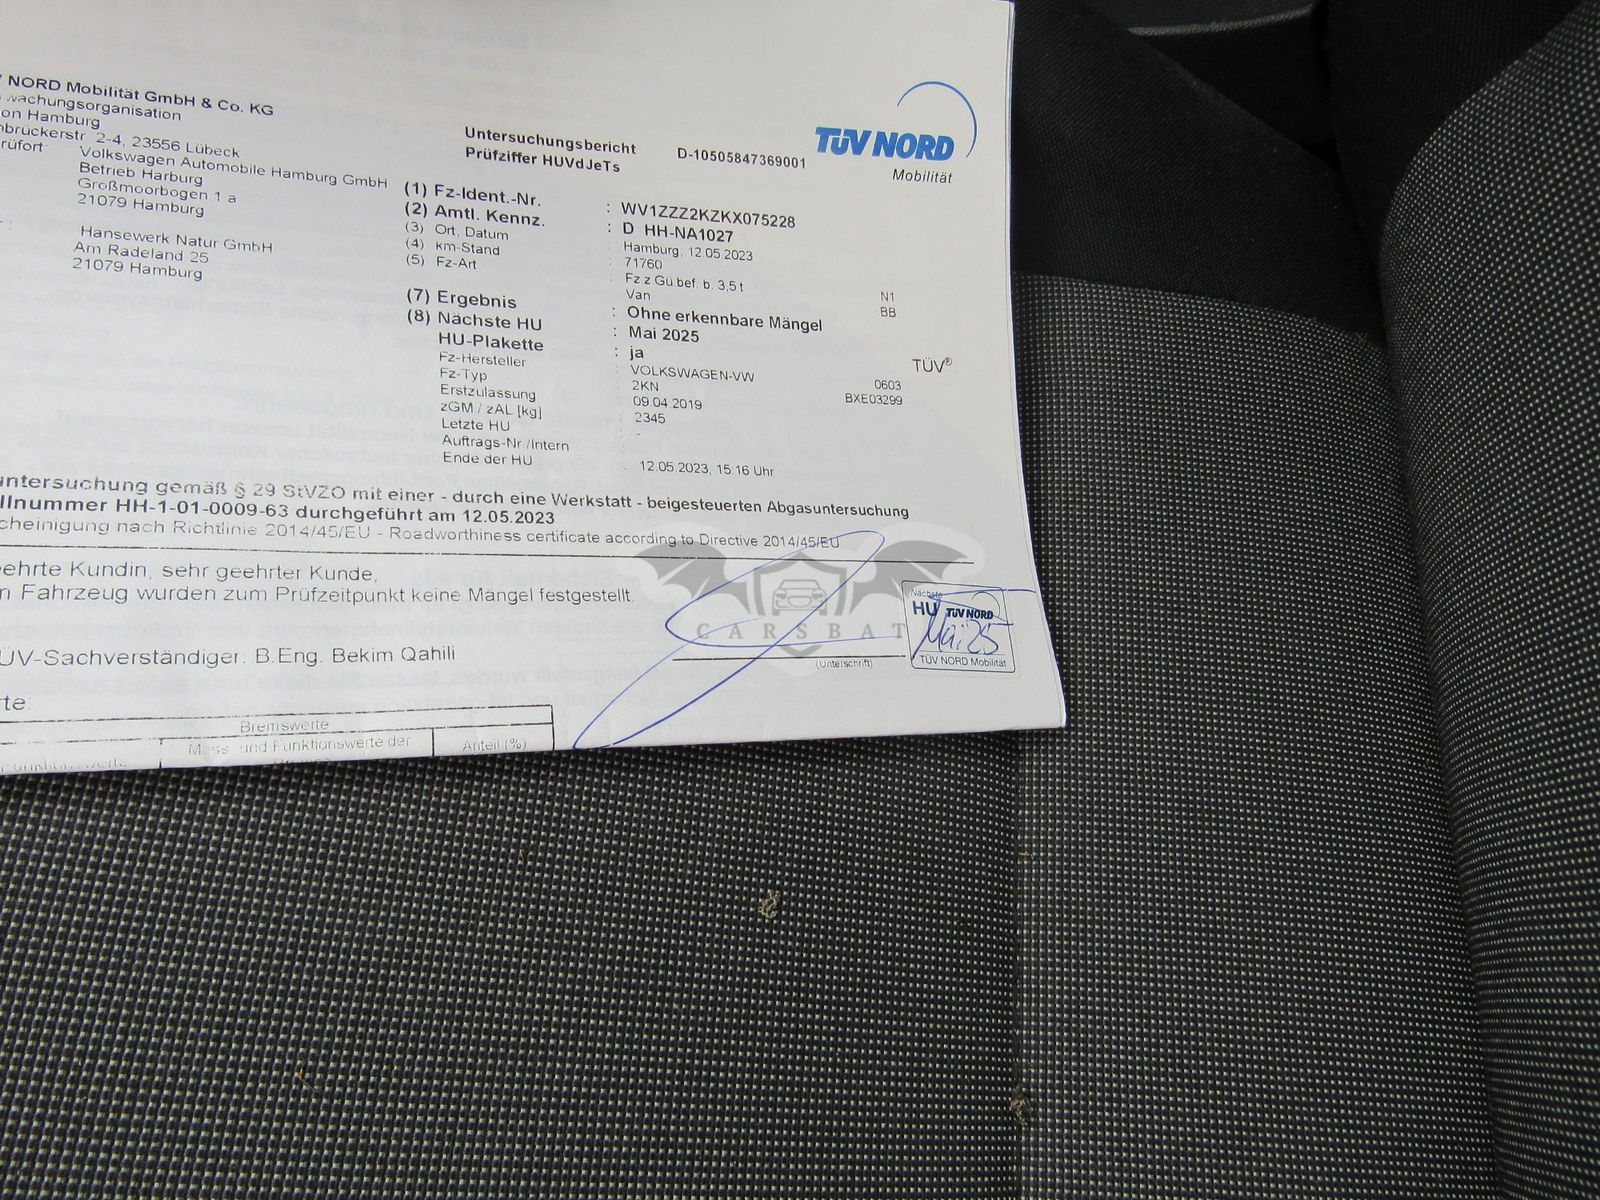 NORD Mobilität GmbH & Co. KG
wachungsorganisation
on Hamburg
brückerstr. 2-4, 23556 Lübeck
rüfort: Volkswagen Automobile Hamburg GmbH
Betrieb Harburg
Großmoorbogen 1 a
21079 Hamburg
Hansewerk Natur GmbH
Am Radeland 25
21079 Hamburg
Untersuchungsbericht D-10505847369001
Prüfziffer HUVdJeTs
TÜV NORD
Mobilität
(1) Fz-Ident.-Nr. : WV1ZZZ2KZKX075228
(2) Amtl. Kennz. : D HH-NA1027
(3) Ort, Datum : Hamburg, 12.05.2023
(4) km-Stand : 71760
(5) Fz-Art : Fz.z.Gü.bef. b. 3,5 t N1
Van BB
(7) Ergebnis : Ohne erkennbare Mängel
(8) Nächste HU : Mai 2025
HU-Plakette : ja TÜV®
Fz-Hersteller : VOLKSWAGEN-VW 0603
Fz-Typ : 2KN BXE03299
Erstzulassung : 09.04.2019
zGM / zAL [kg] : 2345
Letzte HU : -
Auftrags-Nr./Intern
Ende der HU : 12.05.2023, 15:16 Uhr
untersuchung gemäß § 29 StVZO mit einer - durch eine Werkstatt - beigesteuerten Abgasuntersuchung
llnummer HH-1-01-0009-63 durchgeführt am 12.05.2023
cheinigung nach Richtlinie 2014/45/EU - Roadworthiness certificate according to Directive 2014/45/EU
eehrte Kundin, sehr geehrter Kunde,
m Fahrzeug wurden zum Prüfzeitpunkt keine Mängel festgestellt.
CARSBAT
ÜV-Sachverständiger: B.Eng. Bekim Qahili
(Unterschrift)
Nächste
HU TÜV NORD
Mai 25
TÜV NORD Mobilität
rte:
Bremswerte
Mess- und Funktionswerte der Anteil (%)